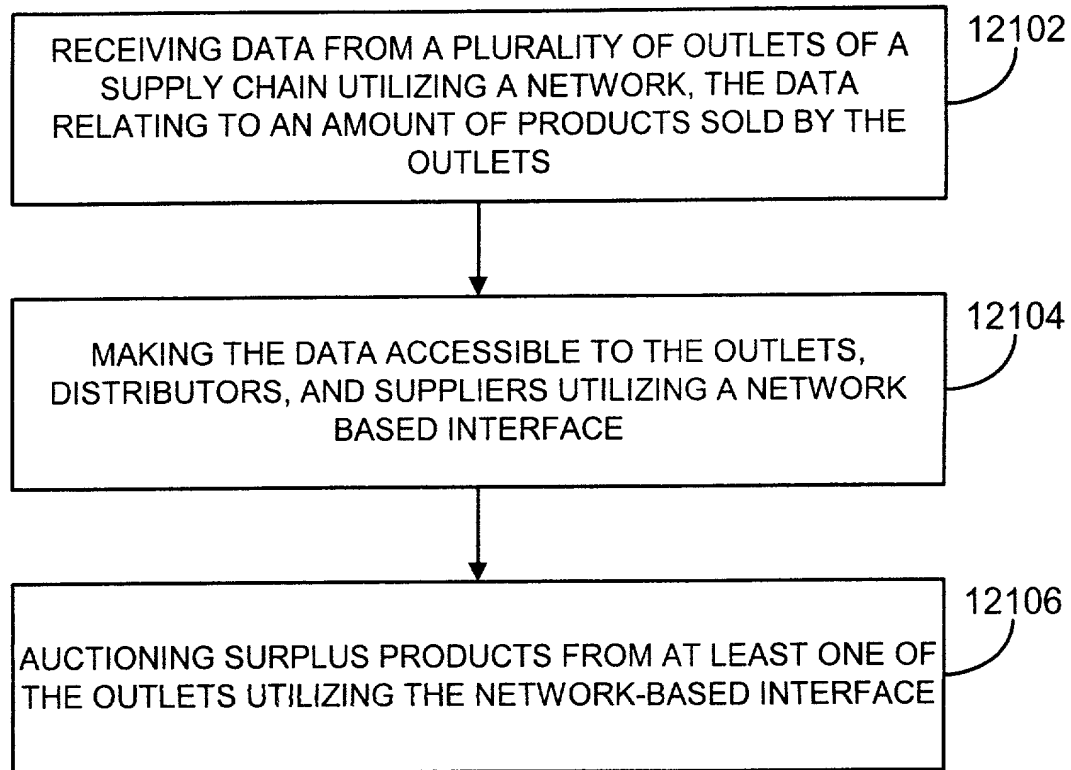 12102
RECEIVING DATA FROM A PLURALITY OF OUTLETS OF A
SUPPLY CHAIN UTILIZING A NETWORK, THE DATA
RELATING TO AN AMOUNT OF PRODUCTS SOLD BY THE
OUTLETS
12104
MAKING THE DATA ACCESSIBLE TO THE OUTLETS,
DISTRIBUTORS, AND SUPPLIERS UTILIZING A NETWORK
BASED INTERFACE
12106
AUCTIONING SURPLUS PRODUCTS FROM AT LEAST ONE OF
THE OUTLETS UTILIZING THE NETWORK-BASED INTERFACE